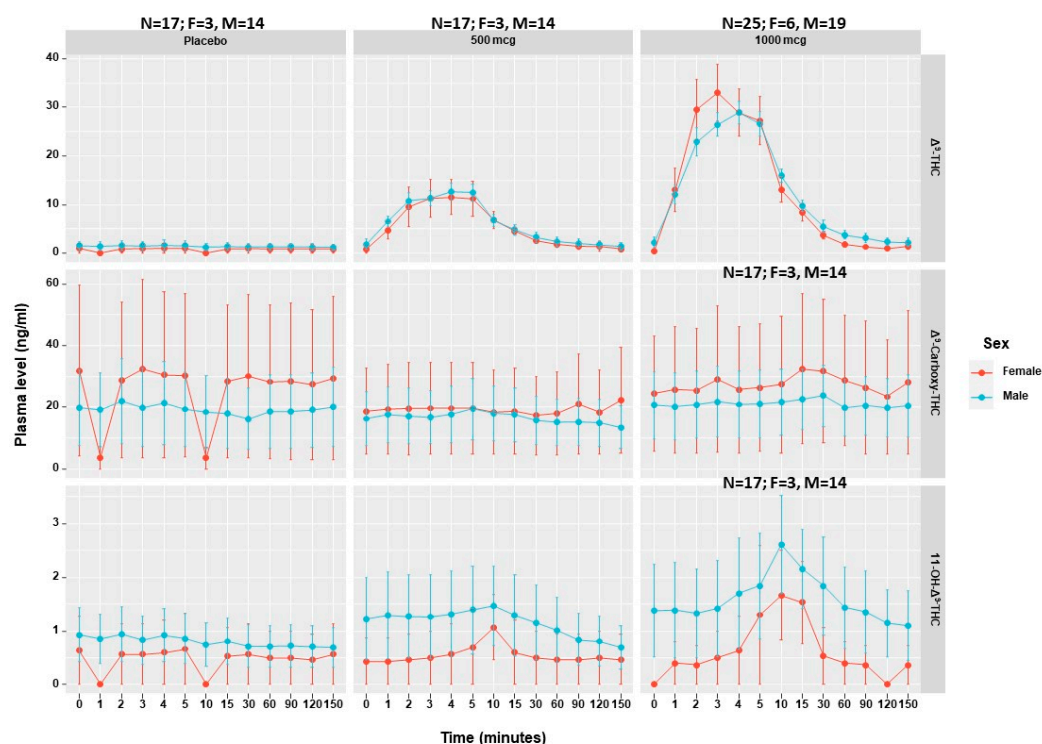 N=17; F=3, M=14 N=17; F=3, M=14 N=25; F=6, M=19
Placebo 500 mcg 1000 mcg
40
30
20
10
0
Δ⁹-THC
N=17; F=3, M=14
60
40
20
0
Δ⁹-Carboxy-THC
N=17; F=3, M=14
3
2
1
0
11-OH-Δ⁹THC
Plasma level (ng/ml)
0 1 2 3 4 5 10 15 30 60 90 120 150 0 1 2 3 4 5 10 15 30 60 90 120 150 0 1 2 3 4 5 10 15 30 60 90 120 150
Time (minutes)
Sex
Female
Male